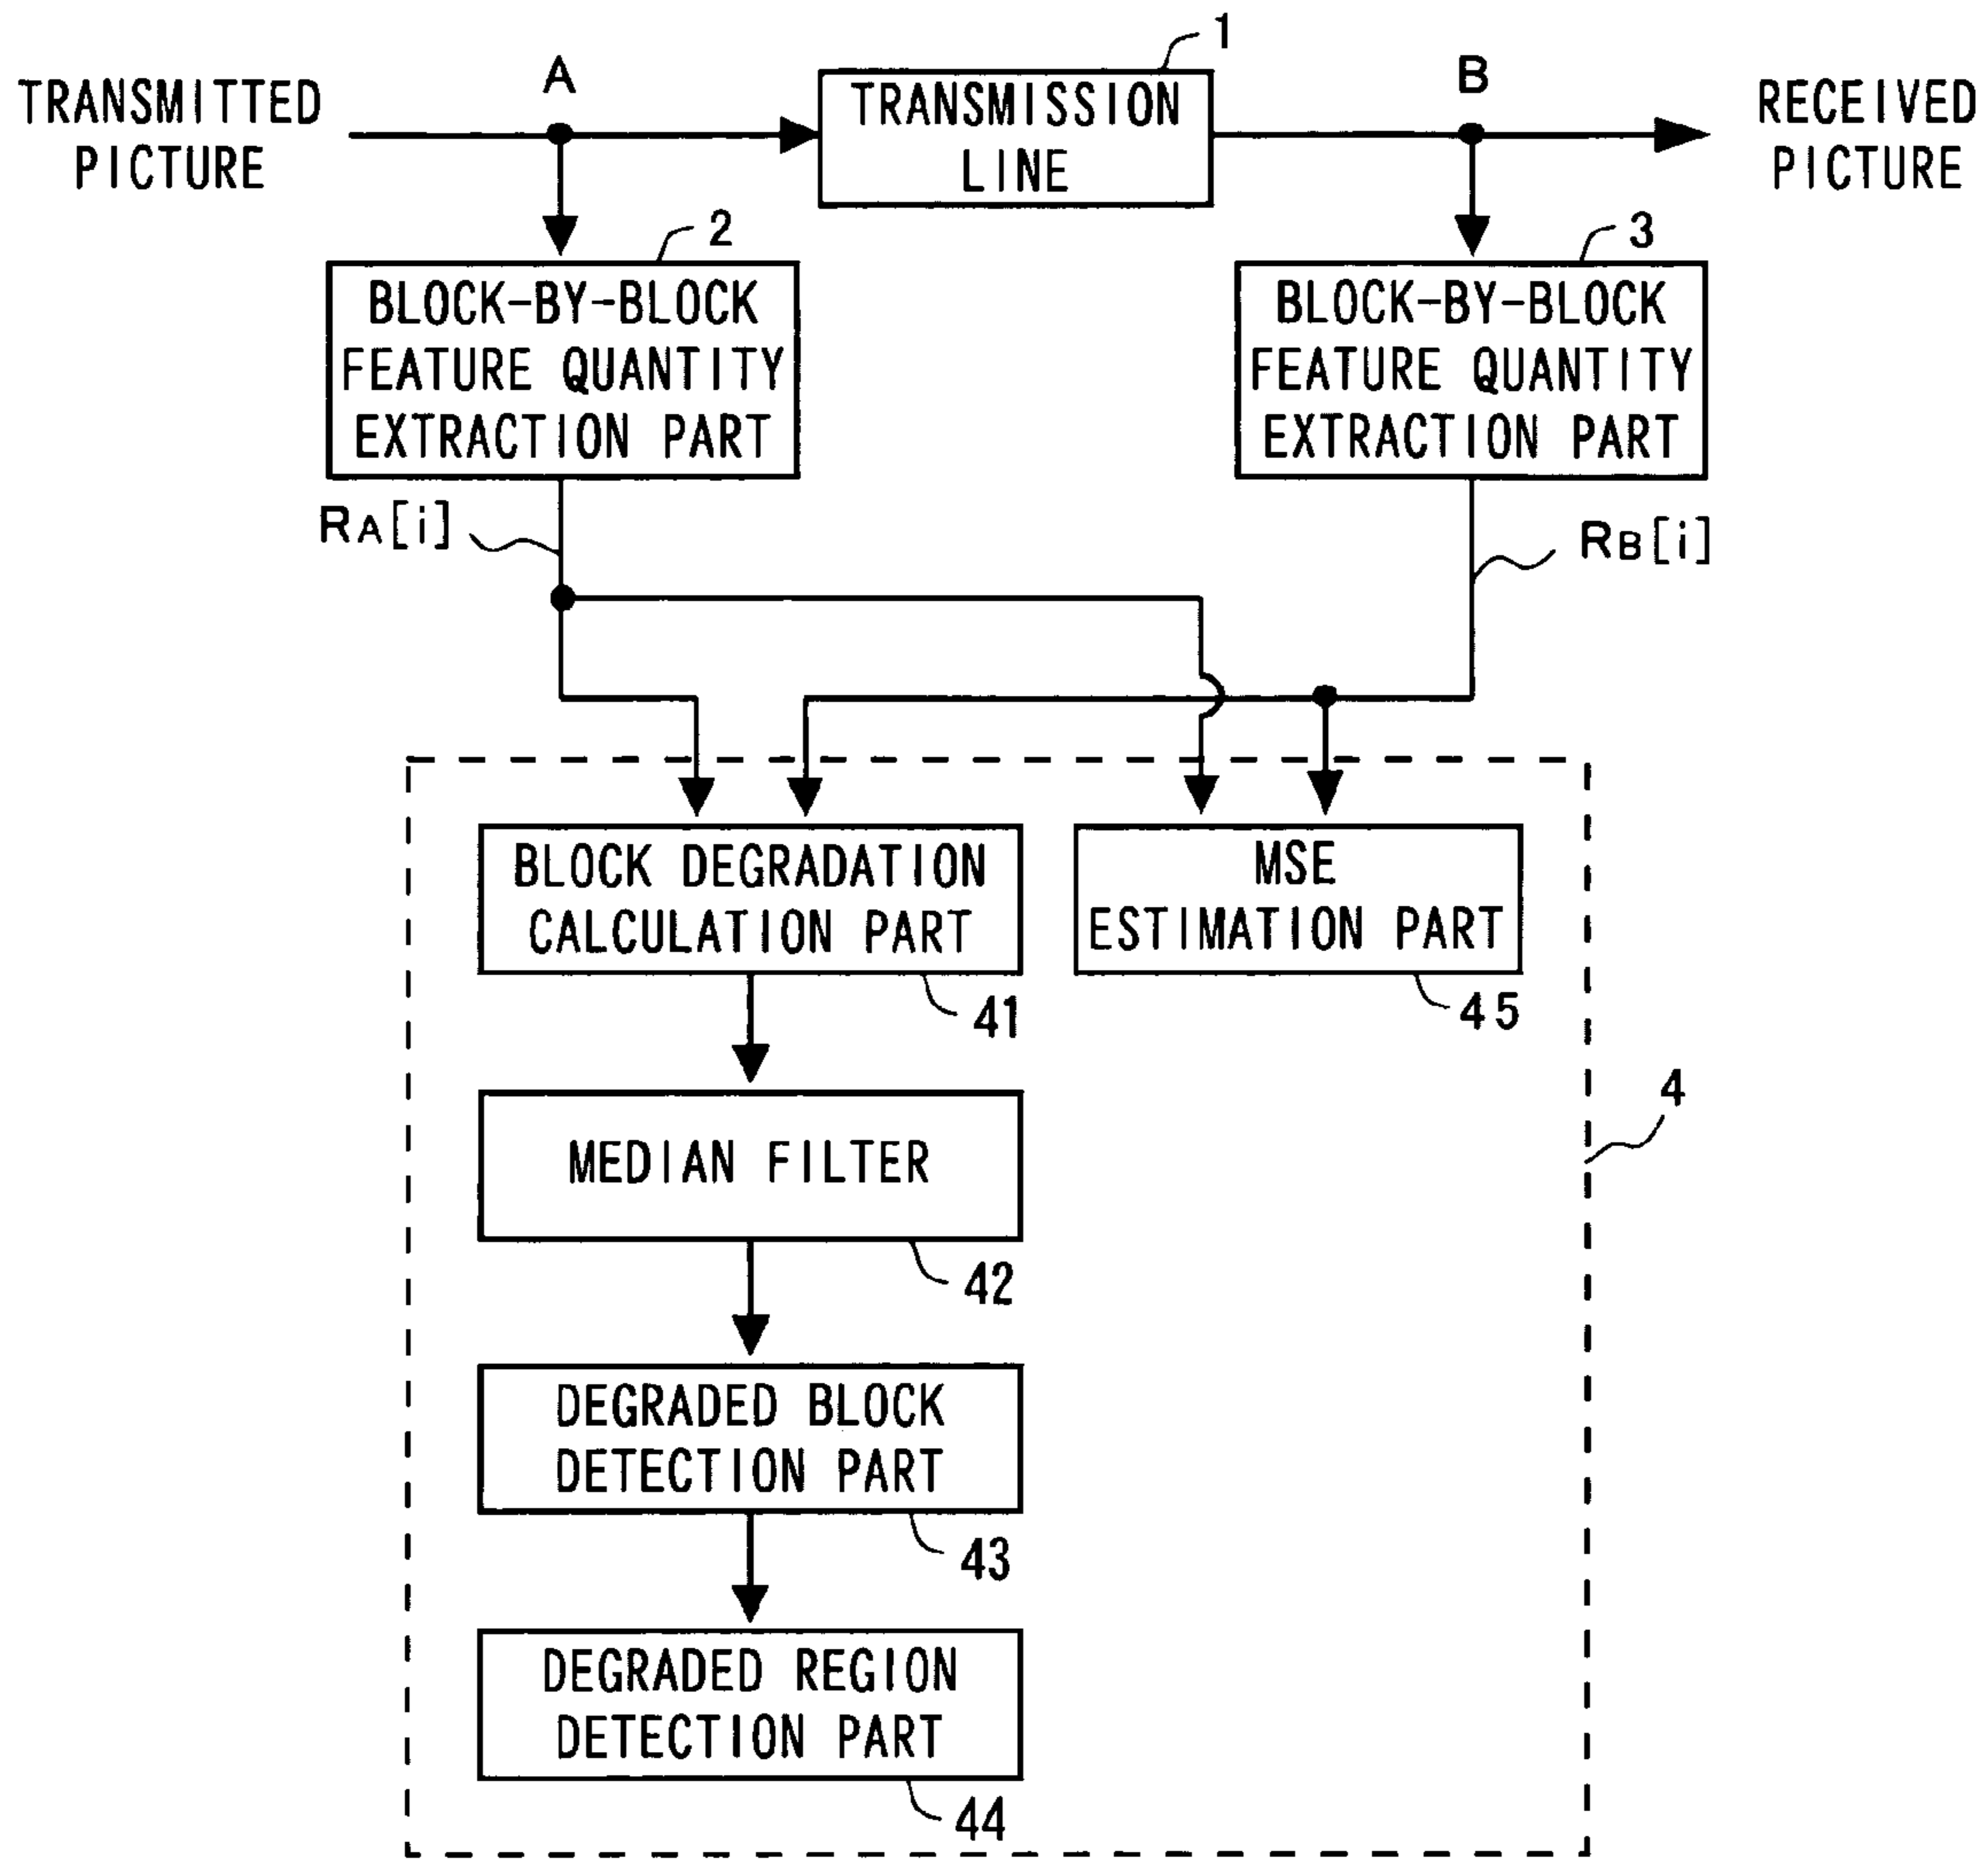 1
A
B
TRANSMITTED
PICTURE
TRANSMISSION
LINE
RECEIVED
PICTURE
2
3
BLOCK-BY-BLOCK
FEATURE QUANTITY
EXTRACTION PART
BLOCK-BY-BLOCK
FEATURE QUANTITY
EXTRACTION PART
RA[i]
RB[i]
BLOCK DEGRADATION
CALCULATION PART
MSE
ESTIMATION PART
41
45
4
MEDIAN FILTER
42
DEGRADED BLOCK
DETECTION PART
43
DEGRADED REGION
DETECTION PART
44